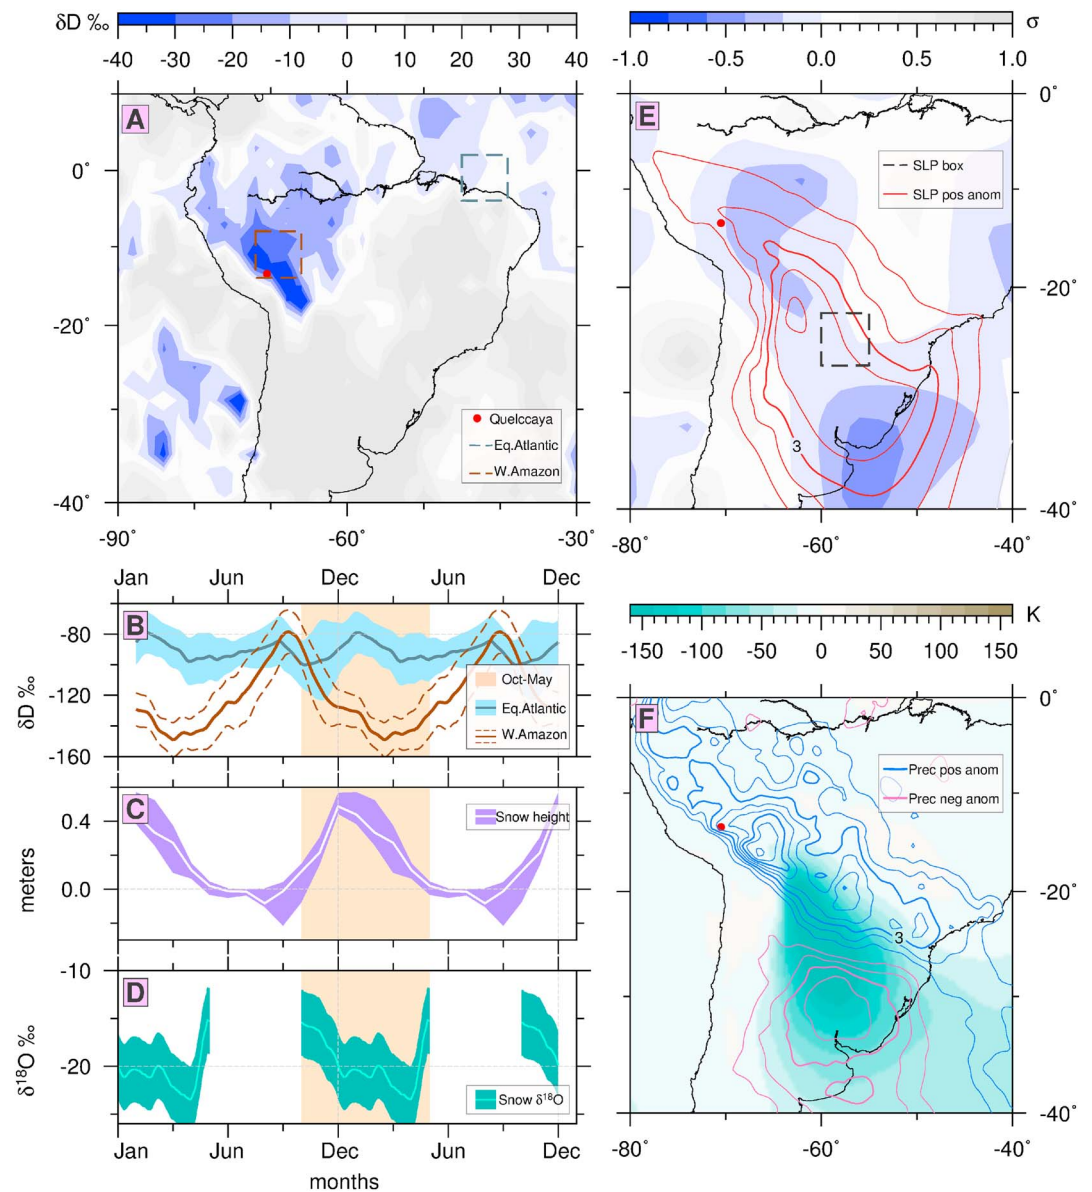 δD ‰
-40 -30 -20 -10 0 10 20 30 40
A
0°
-20°
-40°
-90° -60° -30°
Quelccaya
Eq.Atlantic
W.Amazon
σ
-1.0 -0.5 0.0 0.5 1.0
E
0°
-20°
-40°
-80° -60° -40°
SLP box
SLP pos anom
3
Jan Jun Dec Jun Dec
B
δD ‰
-80
-120
-160
Oct-May
Eq.Atlantic
W.Amazon
C
meters
0.4
0.0
Snow height
D
δ¹⁸O ‰
-10
-20
Snow δ¹⁸O
Jan Jun Dec Jun Dec
months
K
-150 -100 -50 0 50 100 150
F
0°
-20°
-40°
-80° -60° -40°
Prec pos anom
Prec neg anom
3